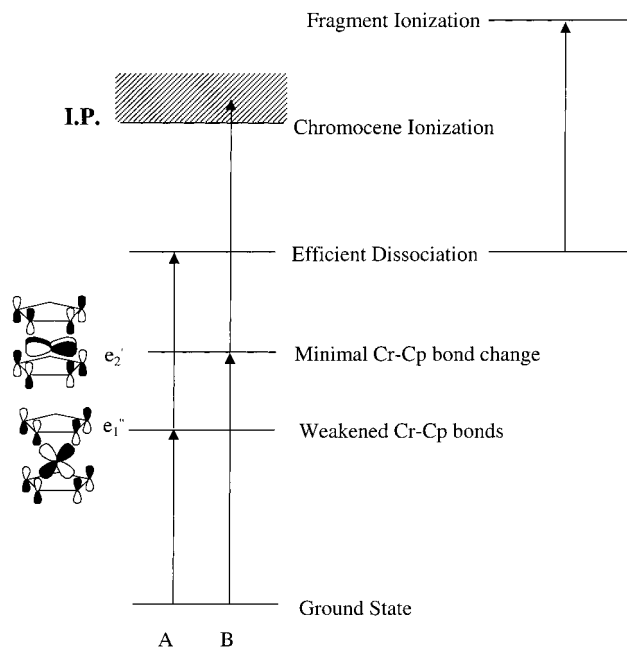 Fragment Ionization
I.P.
Chromocene Ionization
Efficient Dissociation
e₂'
Minimal Cr-Cp bond change
e₁"
Weakened Cr-Cp bonds
Ground State
A B